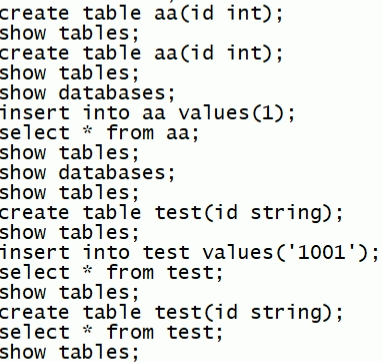 create table aa(id int);
show tables;
create table aa(id int);
show tables;
show databases;
insert into aa values(1);
select * from aa;
show tables;
show databases;
show tables;
create table test(id string);
show tables;
insert into test values('1001');
select * from test;
show tables;
create table test(id string);
select * from test;
show tables;